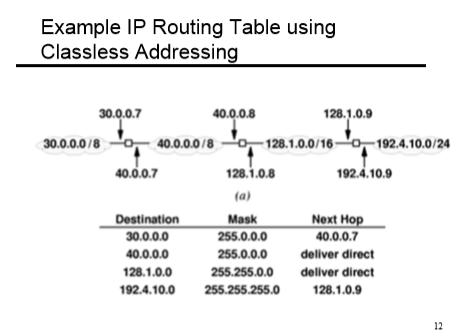 Example IP Routing Table using
Classless Addressing
30.0.0.7 40.0.0.8 128.1.0.9
30.0.0.0/8 40.0.0.0/8 128.1.0.0/16 192.4.10.0/24
40.0.0.7 128.1.0.8 192.4.10.9
(a)
Destination Mask Next Hop
30.0.0.0 255.0.0.0 40.0.0.7
40.0.0.0 255.0.0.0 deliver direct
128.1.0.0 255.255.0.0 deliver direct
192.4.10.0 255.255.255.0 128.1.0.9
12